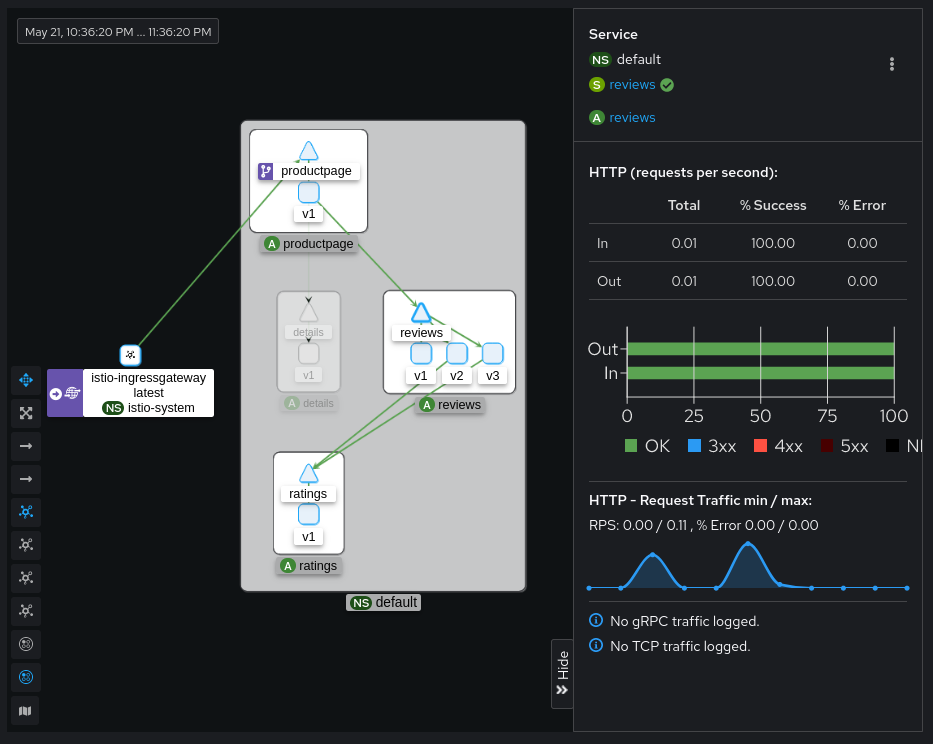 May 21, 10:36:20 PM ... 11:36:20 PM
productpage
v1
A productpage
details
v1
A details
reviews
v1 v2 v3
A reviews
istio-ingressgateway
latest
NS istio-system
ratings
v1
A ratings
NS default
Hide
Service
NS default
S reviews
A reviews
HTTP (requests per second):
Total % Success % Error
In 0.01 100.00 0.00
Out 0.01 100.00 0.00
Out
In
0 25 50 75 100
OK 3xx 4xx 5xx
HTTP - Request Traffic min / max:
RPS: 0.00 / 0.11 , % Error 0.00 / 0.00
No gRPC traffic logged.
No TCP traffic logged.